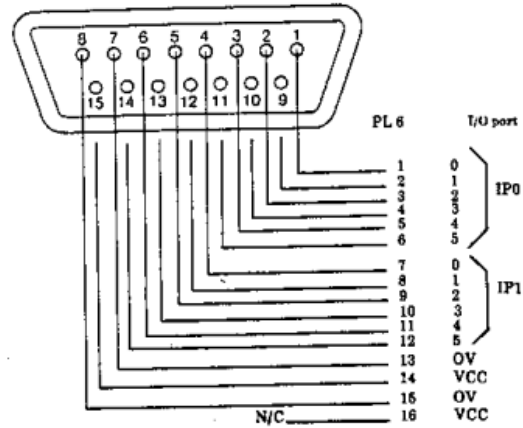 8 7 6 5 4 3 2 1
15 14 13 12 11 10 9
PL 6 I/O port
1 0
2 1
3 2
4 3
5 4
6 5
IP0
7 0
8 1
9 2
10 3
11 4
12 5
IP1
13 OV
14 VCC
15 OV
N/C 16 VCC